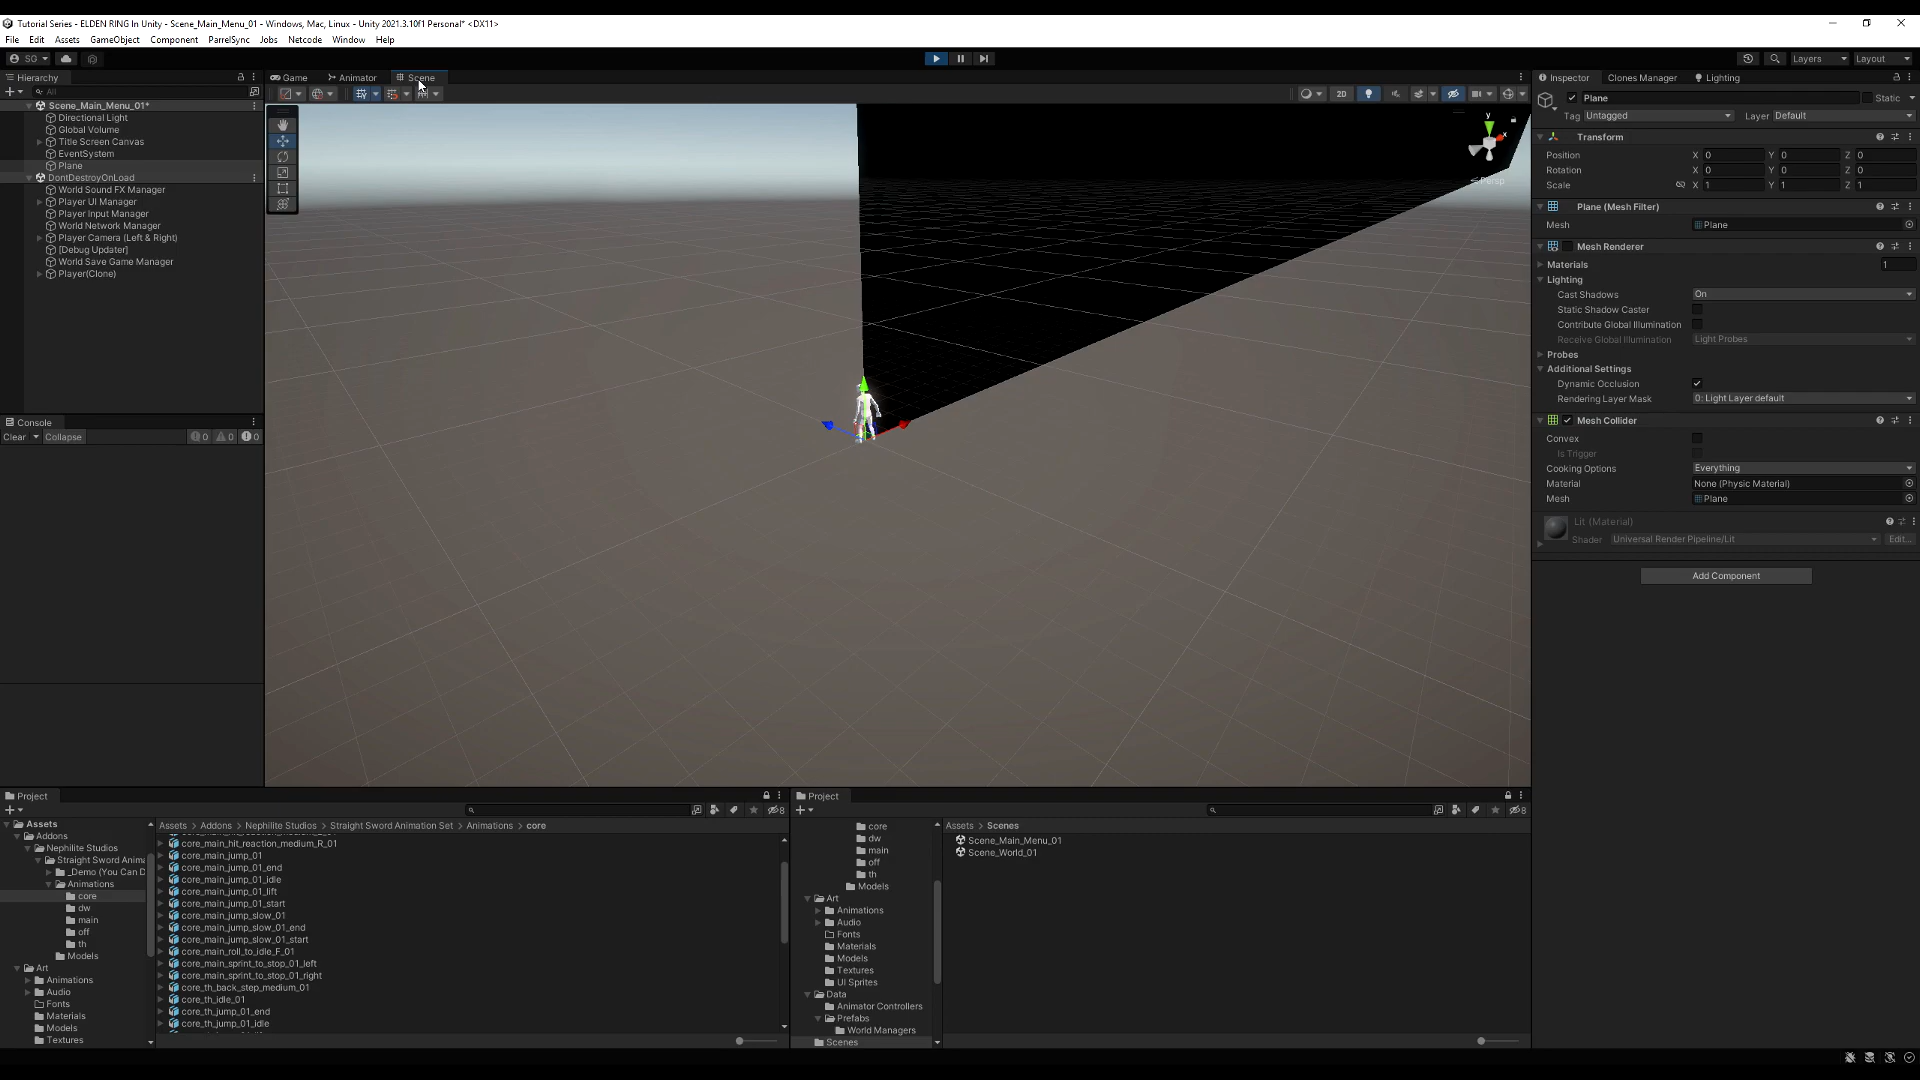 Tutorial Series - ELDEN RING In Unity - Scene_Main_Menu_01 - Windows, Mac, Linux - Unity 2021.3.10f1 Personal* <DX11>
File Edit Assets GameObject Component ParrelSync Jobs Netcode Window Help
SG Layers Layout
Hierarchy
All
Scene_Main_Menu_01*
Directional Light
Global Volume
Title Screen Canvas
EventSystem
Plane
DontDestroyOnLoad
World Sound FX Manager
Player UI Manager
Player Input Manager
World Network Manager
Player Camera (Left & Right)
[Debug Updater]
World Save Game Manager
Player(Clone)
Console
Clear Collapse 0 0 0
Game Animator Scene
2D
y
x
Persp
Inspector Clones Manager Lighting
Plane Static
Tag Untagged Layer Default
Transform
Position X 0 Y 0 Z 0
Rotation X 0 Y 0 Z 0
Scale X 1 Y 1 Z 1
Plane (Mesh Filter)
Mesh Plane
Mesh Renderer
Materials 1
Lighting
Cast Shadows On
Static Shadow Caster
Contribute Global Illumination
Receive Global Illumination Light Probes
Probes
Additional Settings
Dynamic Occlusion
Rendering Layer Mask 0: Light Layer default
Mesh Collider
Convex
Is Trigger
Cooking Options Everything
Material None (Physic Material)
Mesh Plane
Lit (Material)
Shader Universal Render Pipeline/Lit Edit...
Add Component
Project
8
Assets
Addons
Nephilite Studios
Straight Sword Anima
_Demo (You Can D
Animations
core
dw
main
off
th
Models
Art
Animations
Audio
Fonts
Materials
Models
Textures
Assets > Addons > Nephilite Studios > Straight Sword Animation Set > Animations > core
core_main_hit_reaction_medium_R_01
core_main_jump_01
core_main_jump_01_end
core_main_jump_01_idle
core_main_jump_01_lift
core_main_jump_01_start
core_main_jump_slow_01
core_main_jump_slow_01_end
core_main_jump_slow_01_start
core_main_roll_to_idle_F_01
core_main_sprint_to_stop_01_left
core_main_sprint_to_stop_01_right
core_th_back_step_medium_01
core_th_idle_01
core_th_jump_01_end
core_th_jump_01_idle
Project
8
core
dw
main
off
th
Models
Art
Animations
Audio
Fonts
Materials
Models
Textures
UI Sprites
Data
Animator Controllers
Prefabs
World Managers
Scenes
Assets > Scenes
Scene_Main_Menu_01
Scene_World_01